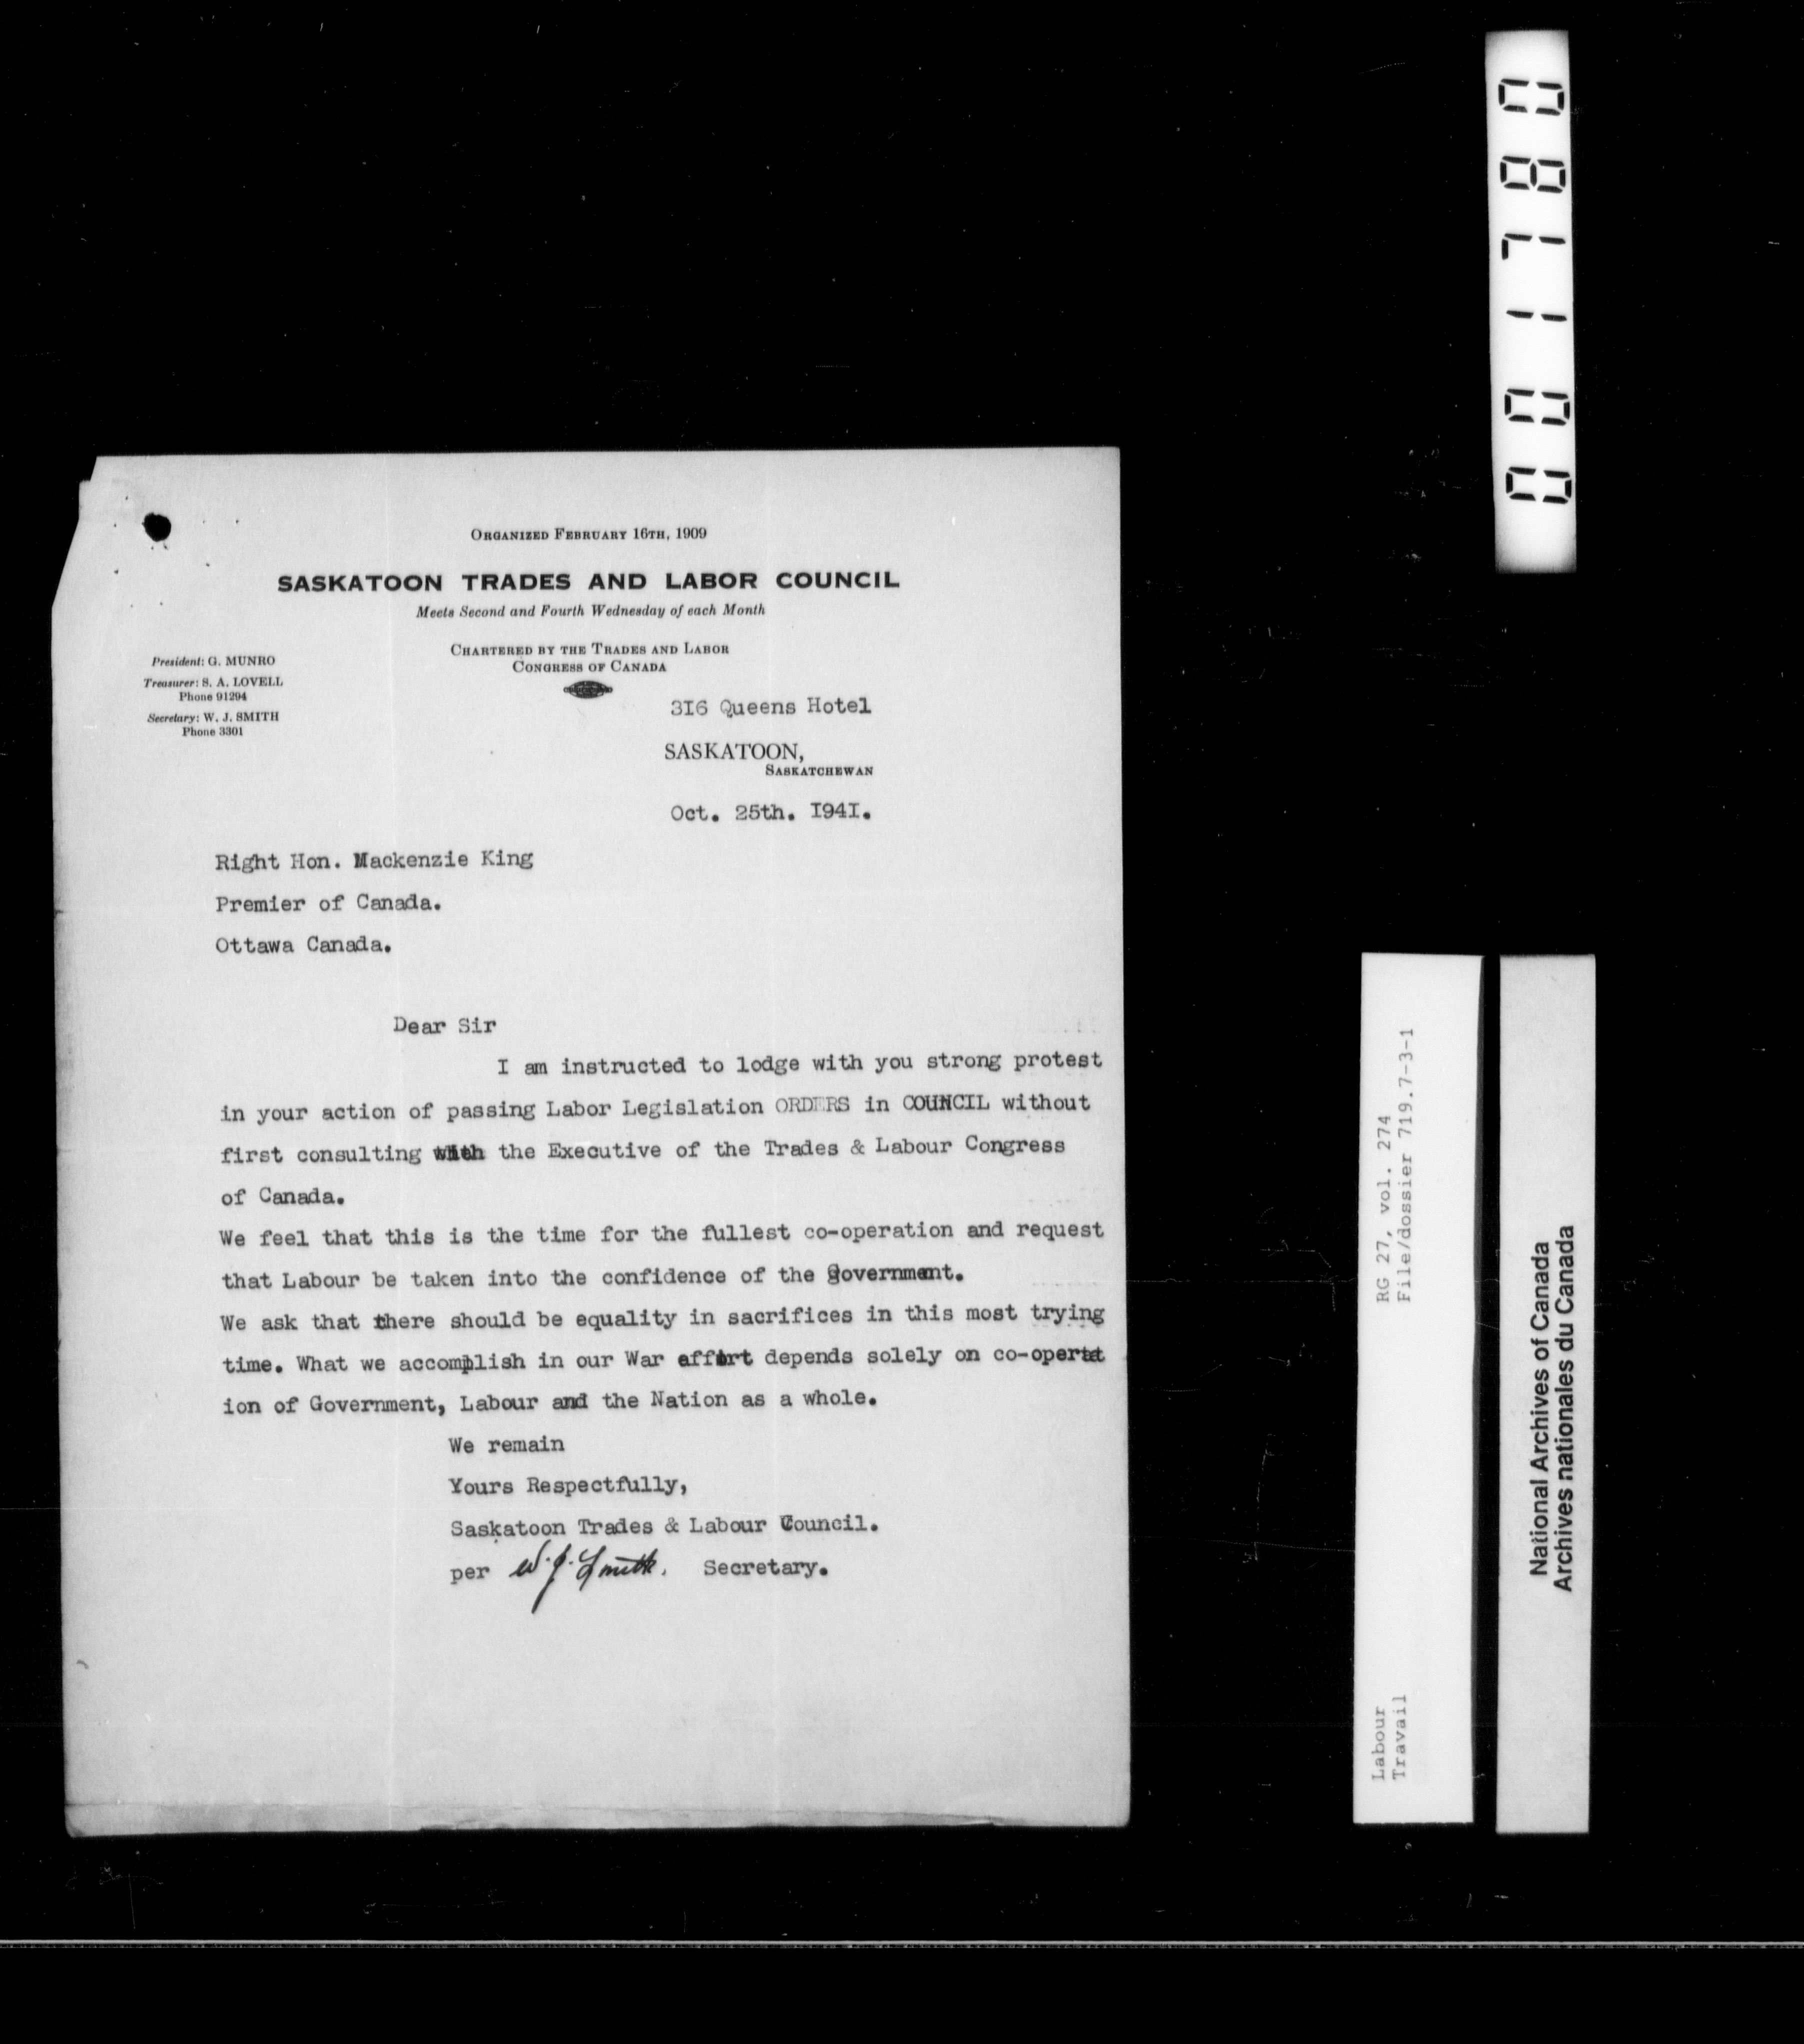 ORGANIZED FEBRUARY 16TH, 1909
SASKATOON TRADES AND LABOR COUNCIL
Meets Second and Fourth Wednesday of each Month
CHARTERED BY THE TRADES AND LABOR
CONGRESS OF CANADA
President: G. MUNRO
Treasurer: S. A. LOVELL
Phone 91294
Secretary: W. J. SMITH
Phone 3301
3I6 Queens Hotel
SASKATOON,
SASKATCHEWAN
Oct. 25th. I94I.
Right Hon. Mackenzie King
Premier of Canada.
Ottawa Canada.
Dear Sir
I am instructed to lodge with you strong protest
in your action of passing Labor Legislation ORDERS in COUNCIL without
first consulting with the Executive of the Trades & Labour Congress
of Canada.
We feel that this is the time for the fullest co-operation and request
that Labour be taken into the confidence of the Government.
We ask that there should be equality in sacrifices in this most trying
time. What we accomplish in our War effort depends solely on co-operat
ion of Government, Labour and the Nation as a whole.
We remain
Yours Respectfully,
Saskatoon Trades & Labour Council.
per W. J. Smith. Secretary.
001780
RG 27, vol. 274
File/dossier 719.7-3-1
Labour
Travail
National Archives of Canada
Archives nationales du Canada